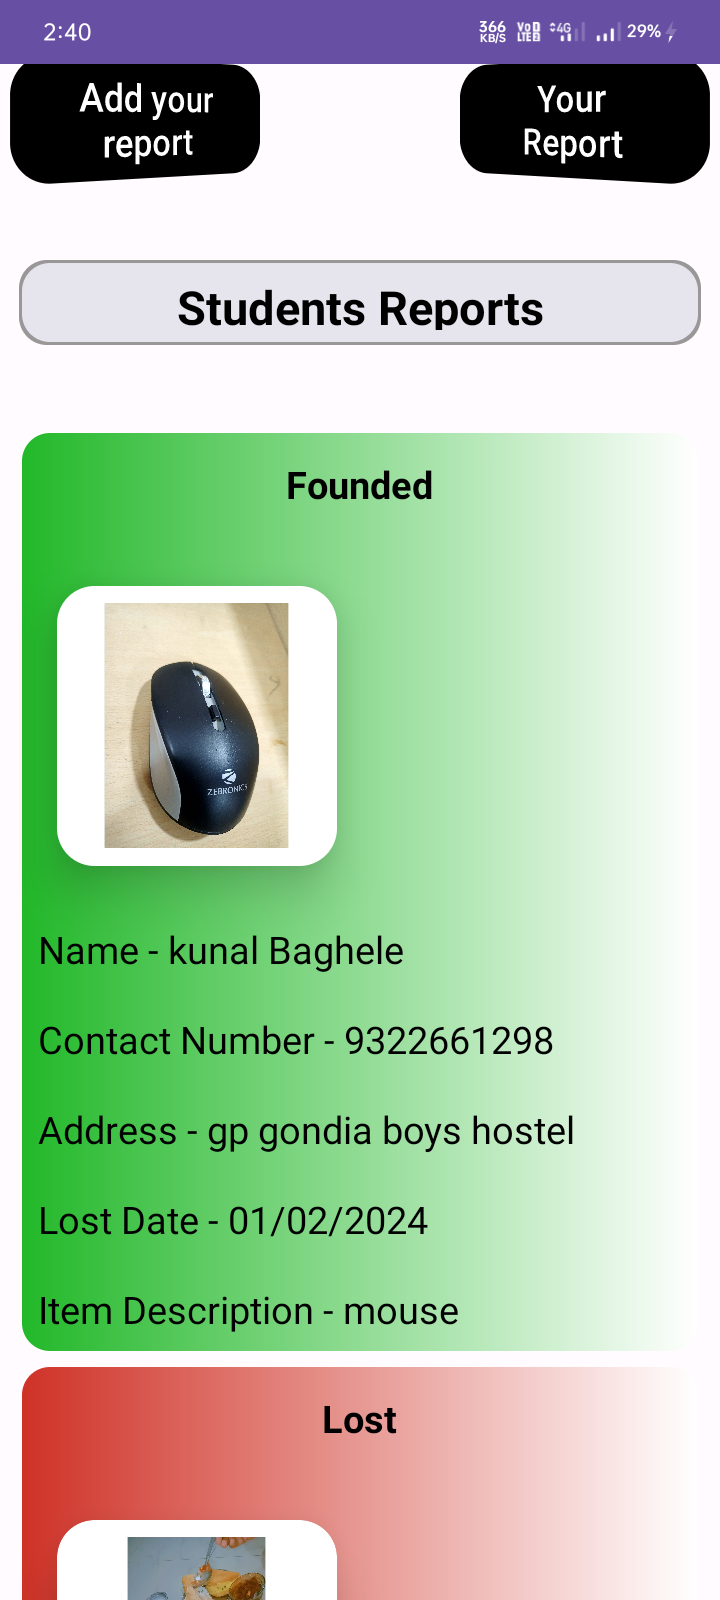 2:40
366 KB/S Vo LTE 4G 29%
Add your
report
Your
Report
Students Reports
Founded
ZEBRONICS
Name - kunal Baghele
Contact Number - 9322661298
Address - gp gondia boys hostel
Lost Date - 01/02/2024
Item Description - mouse
Lost